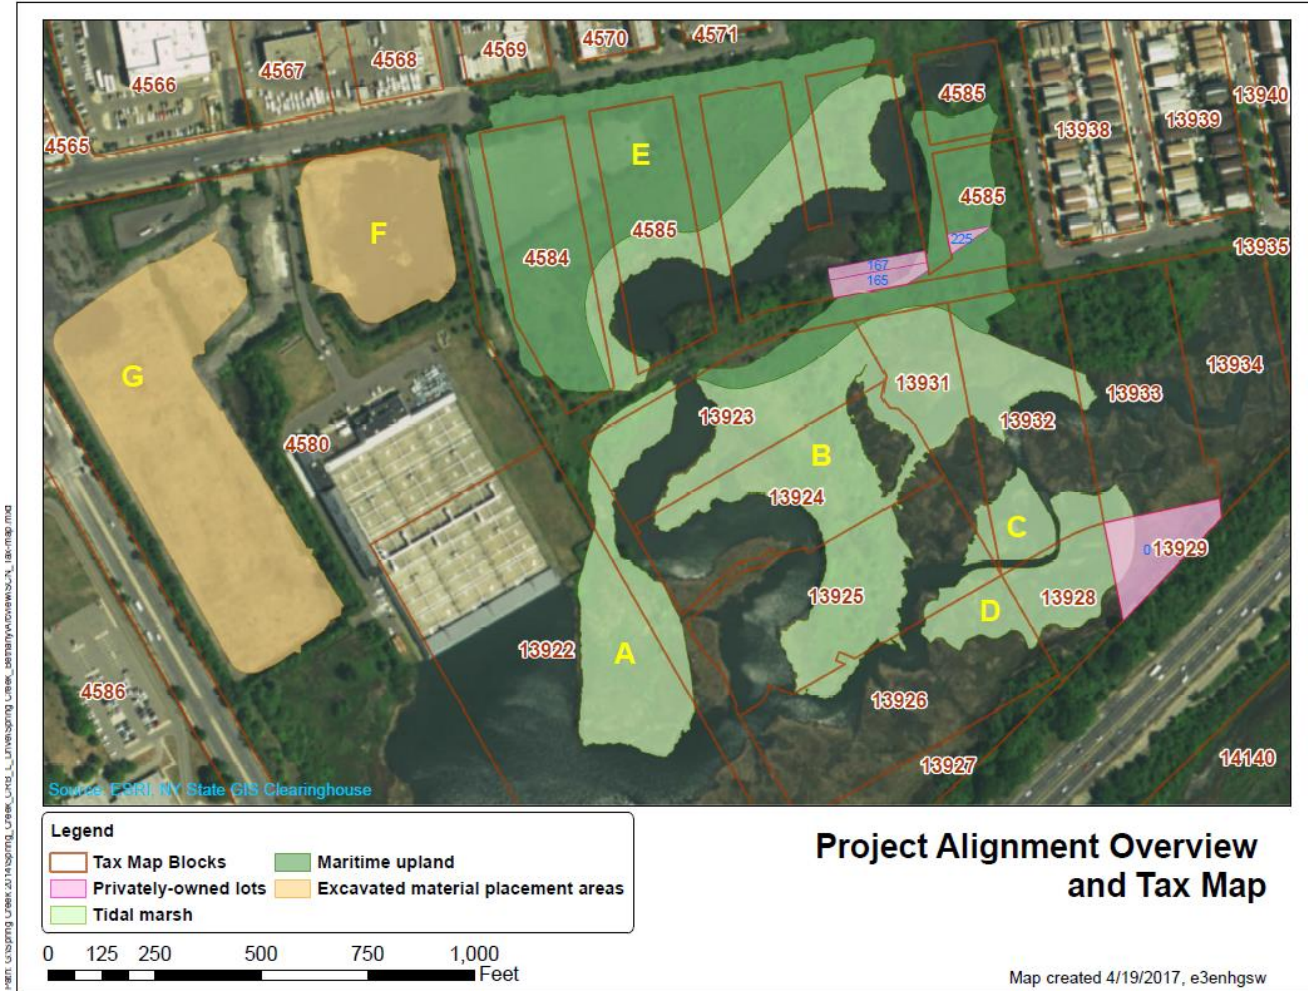 4566
4567
4568
4569
4570
4571
4565
4585
13938
13939
13940
E
F
4585
4584
4585
225
167
165
13935
G
4580
13923
13931
13932
13933
13934
B
13924
C
0
13929
13925
D
13928
13922
A
4586
13926
13927
14140
Source: ESRI, NY State GIS Clearinghouse
Legend
Tax Map Blocks
Privately-owned lots
Tidal marsh
Maritime upland
Excavated material placement areas
Project Alignment Overview
and Tax Map
0 125 250 500 750 1,000
Feet
Map created 4/19/2017, e3enhgsw